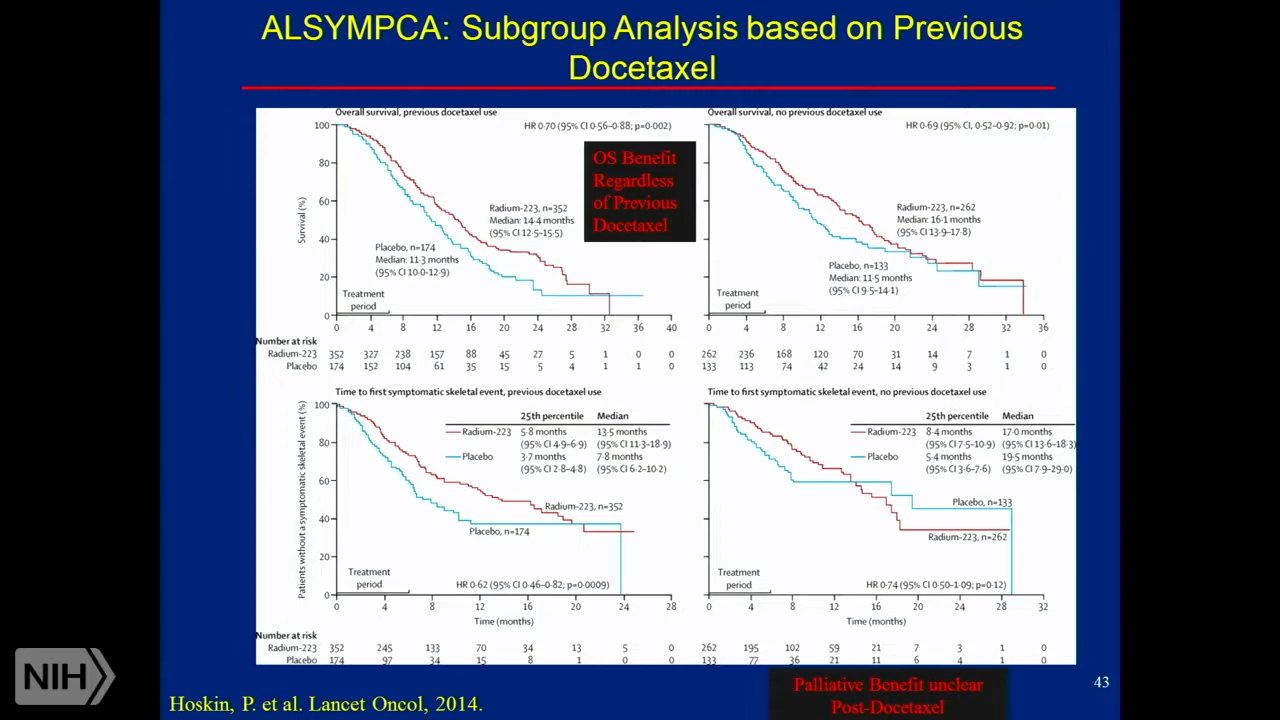 ALSYMPCA: Subgroup Analysis based on Previous
Docetaxel
Overall survival, previous docetaxel use
HR 0·70 (95% CI 0·56–0·88; p=0·002)
OS Benefit
Regardless
of Previous
Docetaxel
Radium-223, n=352
Median: 14·4 months
(95% CI 12·5-15·5)
Placebo, n=174
Median: 11·3 months
(95% CI 10·0-12·9)
Treatment
period
Survival (%)
100
80
60
40
20
0
0 4 8 12 16 20 24 28 32 36 40
Overall survival, no previous docetaxel use
HR 0·69 (95% CI, 0·52–0·92; p=0·01)
Radium-223, n=262
Median: 16·1 months
(95% CI 13·9-17·8)
Placebo, n=133
Median: 11·5 months
(95% CI 9·5-14·1)
Treatment
period
0 4 8 12 16 20 24 28 32 36
Number at risk
Radium-223 352 327 238 157 88 45 27 5 1 0 0
Placebo 174 152 104 61 35 15 5 4 1 1 0
262 236 168 120 70 31 14 7 1 0
133 113 74 42 24 14 9 3 1 0
Time to first symptomatic skeletal event, previous docetaxel use
25th percentile Median
Radium-223 5·8 months 13·5 months
(95% CI 4·9–6·9) (95% CI 11·3–18·9)
Placebo 3·7 months 7·8 months
(95% CI 2·8–4·8) (95% CI 6·2–10·2)
Radium-223, n=352
Placebo, n=174
Treatment
period
HR 0·62 (95% CI 0·46–0·82; p=0·0009)
Patients without a symptomatic skeletal event (%)
100
80
60
40
20
0
0 4 8 12 16 20 24 28
Time (months)
Time to first symptomatic skeletal event, no previous docetaxel use
25th percentile Median
Radium-223 8·4 months 17·0 months
(95% CI 7·5–10·9) (95% CI 13·6–18·3)
Placebo 5·4 months 19·5 months
(95% CI 3·6–7·6) (95% CI 7·9–29·0)
Placebo, n=133
Radium-223, n=262
Treatment
period
HR 0·74 (95% CI 0·50–1·09; p=0·12)
0 4 8 12 16 20 24 28 32
Time (months)
Number at risk
Radium-223 352 245 133 70 34 13 5 0
Placebo 174 97 34 15 8 1 0 0
262 195 102 59 21 7 3 1 0
133 77 36 21 11 6 4 1 0
NIH
Hoskin, P. et al. Lancet Oncol, 2014.
Palliative Benefit unclear
Post-Docetaxel
43